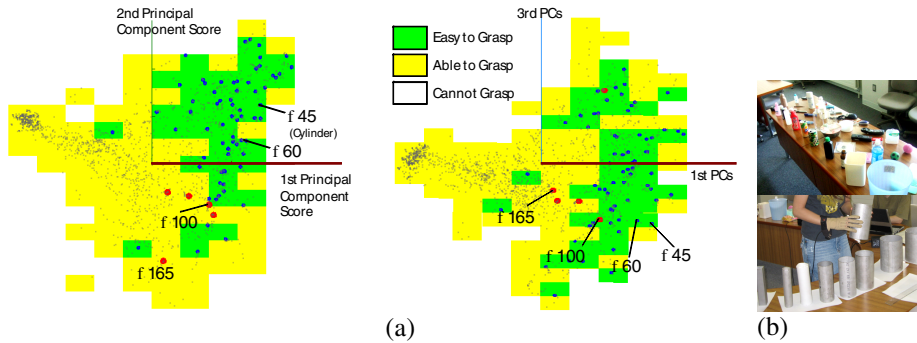 2nd Principal
Component Score
f 45
(Cylinder)
f 60
1st Principal
Component
Score
f 100
f 165
Easy to Grasp
Able to Grasp
Cannot Grasp
3rd PCs
1st PCs
f 165
f 100
f 60
f 45
(a)
(b)